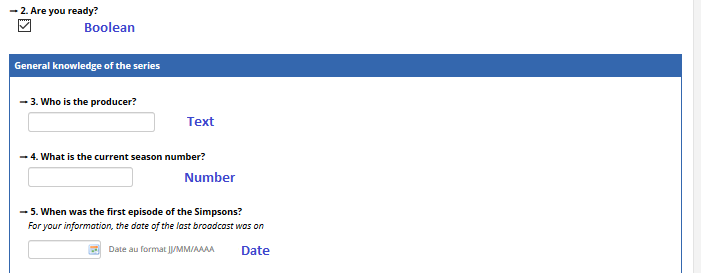 → 2. Are you ready?
Boolean
General knowledge of the series
→ 3. Who is the producer?
Text
→ 4. What is the current season number?
Number
→ 5. When was the first episode of the Simpsons?
For your information, the date of the last broadcast was on
Date au format JJ/MM/AAAA Date